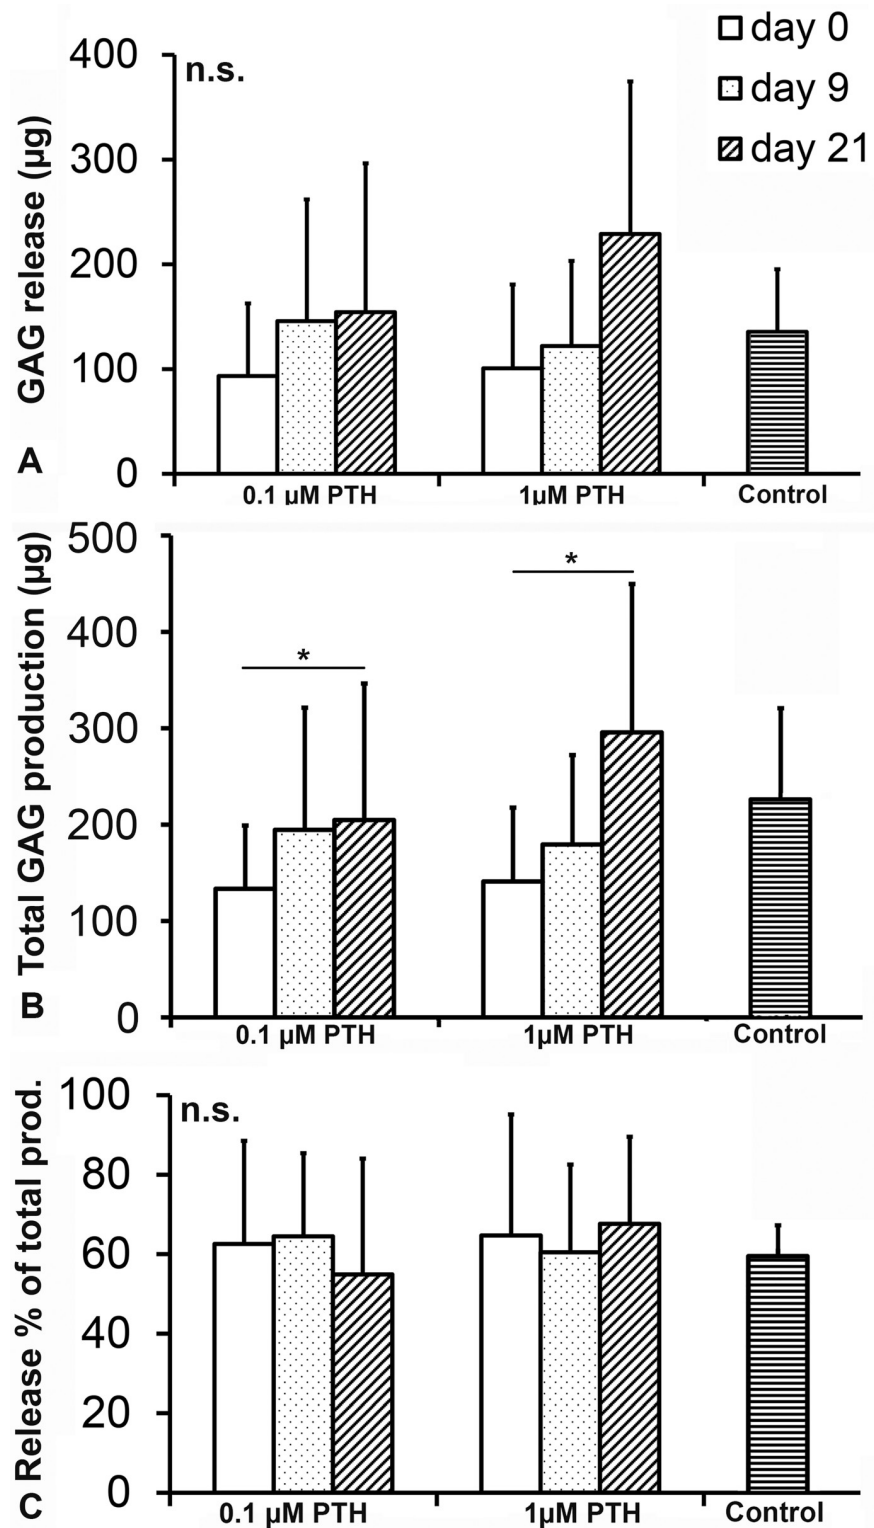 day 0
day 9
day 21
GAG release (µg)
400
300
200
100
0
n.s.
A
0.1 µM PTH
1µM PTH
Control
Total GAG production (µg)
500
400
300
200
100
0
*
*
B
0.1 µM PTH
1µM PTH
Control
Release % of total prod.
100
80
60
40
20
0
n.s.
C
0.1 µM PTH
1µM PTH
Control